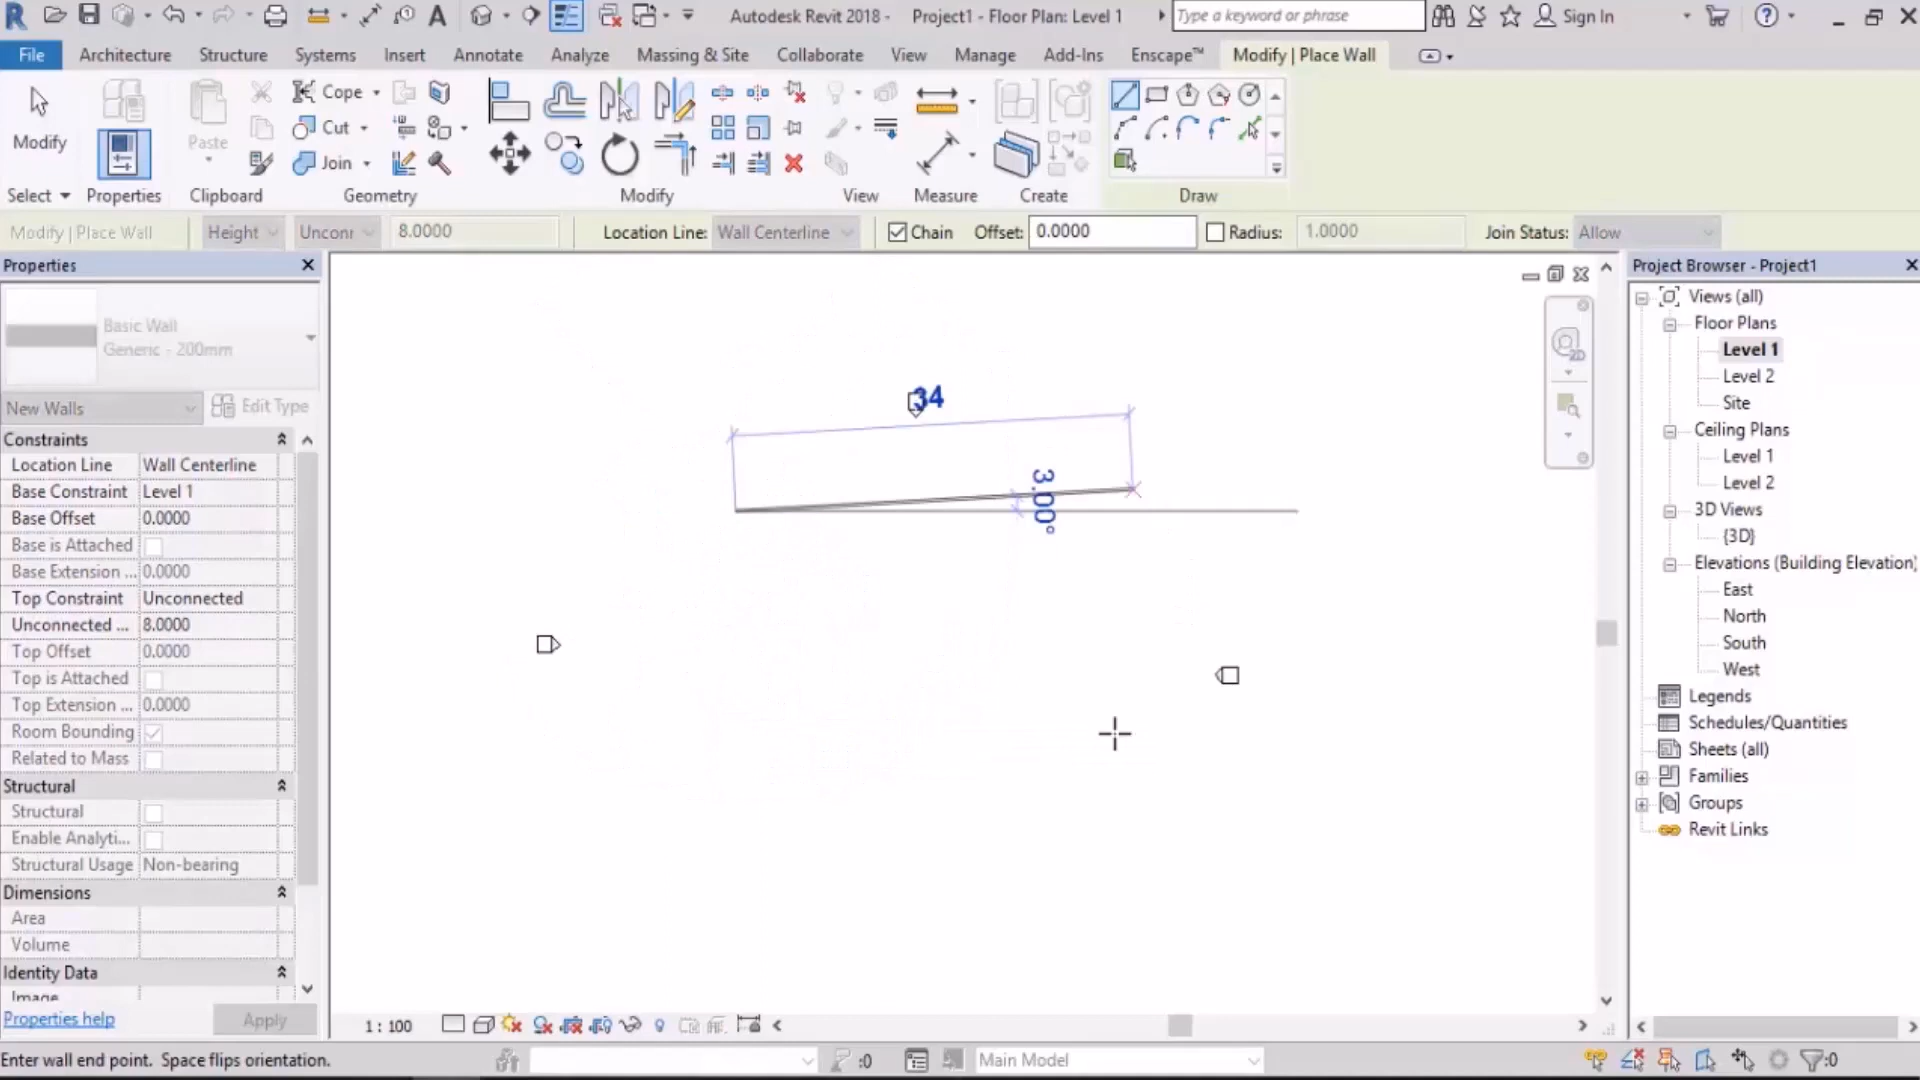 Autodesk Revit 2018 - Project1 - Floor Plan: Level 1
Type a keyword or phrase
Sign In
File Architecture Structure Systems Insert Annotate Analyze Massing & Site Collaborate View Manage Add-Ins Enscape™ Modify | Place Wall
Modify
Paste
Cope
Cut
Join
Select Properties Clipboard Geometry Modify View Measure Create Draw
Modify | Place Wall Height Unconr 8.0000 Location Line: Wall Centerline Chain Offset: 0.0000 Radius: 1.0000 Join Status: Allow
Properties
Basic Wall
Generic - 200mm
New Walls Edit Type
Constraints
Location Line Wall Centerline
Base Constraint Level 1
Base Offset 0.0000
Base is Attached
Base Extension ... 0.0000
Top Constraint Unconnected
Unconnected ... 8.0000
Top Offset 0.0000
Top is Attached
Top Extension ... 0.0000
Room Bounding
Related to Mass
Structural
Structural
Enable Analyti...
Structural Usage Non-bearing
Dimensions
Area
Volume
Identity Data
Image
Properties help Apply
34
3.00°
2D
1 : 100
Project Browser - Project1
Views (all)
Floor Plans
Level 1
Level 2
Site
Ceiling Plans
Level 1
Level 2
3D Views
{3D}
Elevations (Building Elevation)
East
North
South
West
Legends
Schedules/Quantities
Sheets (all)
Families
Groups
Revit Links
Enter wall end point. Space flips orientation.
:0
Main Model
:0